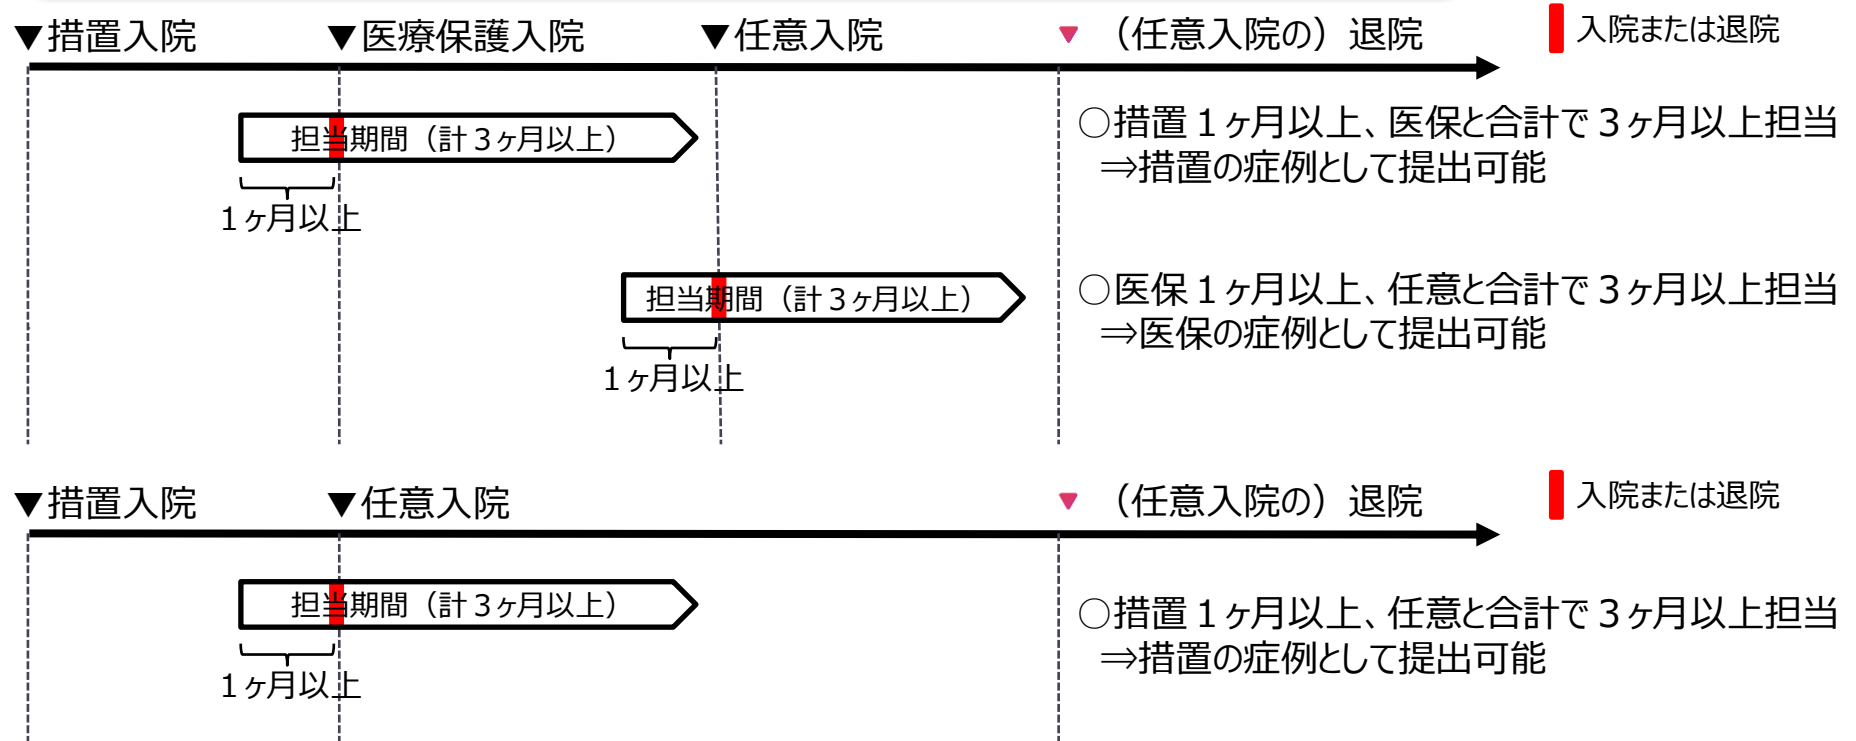 ▼措置入院 ▼医療保護入院 ▼任意入院 ▼（任意入院の）退院 入院または退院
担当期間（計３ヶ月以上）
１ヶ月以上
○措置１ヶ月以上、医保と合計で３ヶ月以上担当
⇒措置の症例として提出可能
担当期間（計３ヶ月以上）
１ヶ月以上
○医保１ヶ月以上、任意と合計で３ヶ月以上担当
⇒医保の症例として提出可能
▼措置入院 ▼任意入院 ▼（任意入院の）退院 入院または退院
担当期間（計３ヶ月以上）
１ヶ月以上
○措置１ヶ月以上、任意と合計で３ヶ月以上担当
⇒措置の症例として提出可能